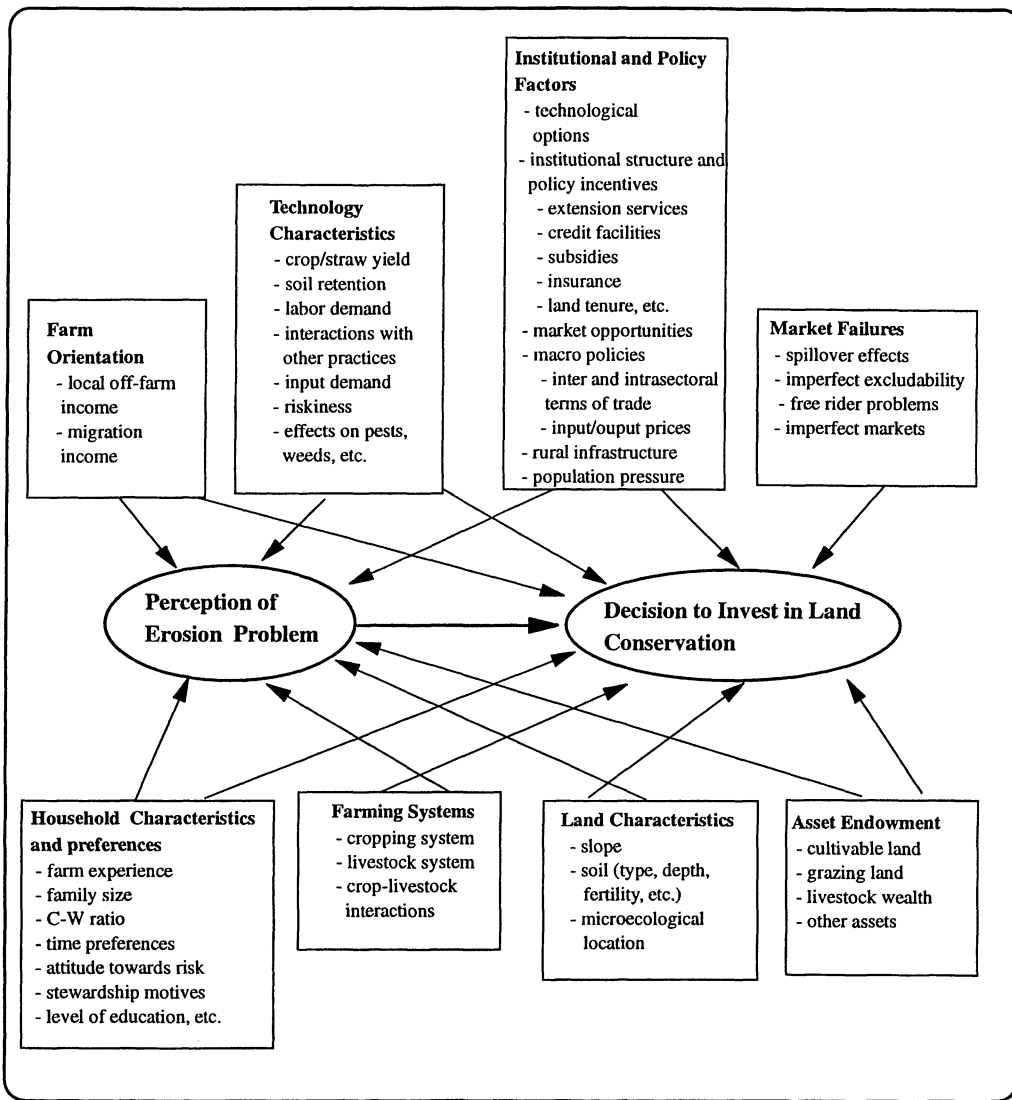 Institutional and Policy
Factors
- technological
options
- institutional structure and
policy incentives
- extension services
- credit facilities
- subsidies
- insurance
- land tenure, etc.
- market opportunities
- macro policies
- inter and intrasectoral
terms of trade
- input/ouput prices
- rural infrastructure
- population pressure
Technology
Characteristics
- crop/straw yield
- soil retention
- labor demand
- interactions with
other practices
- input demand
- riskiness
- effects on pests,
weeds, etc.
Farm
Orientation
- local off-farm
income
- migration
income
Market Failures
- spillover effects
- imperfect excludability
- free rider problems
- imperfect markets
Perception of
Erosion Problem
Decision to Invest in Land
Conservation
Household Characteristics
and preferences
- farm experience
- family size
- C-W ratio
- time preferences
- attitude towards risk
- stewardship motives
- level of education, etc.
Farming Systems
- cropping system
- livestock system
- crop-livestock
interactions
Land Characteristics
- slope
- soil (type, depth,
fertility, etc.)
- microecological
location
Asset Endowment
- cultivable land
- grazing land
- livestock wealth
- other assets